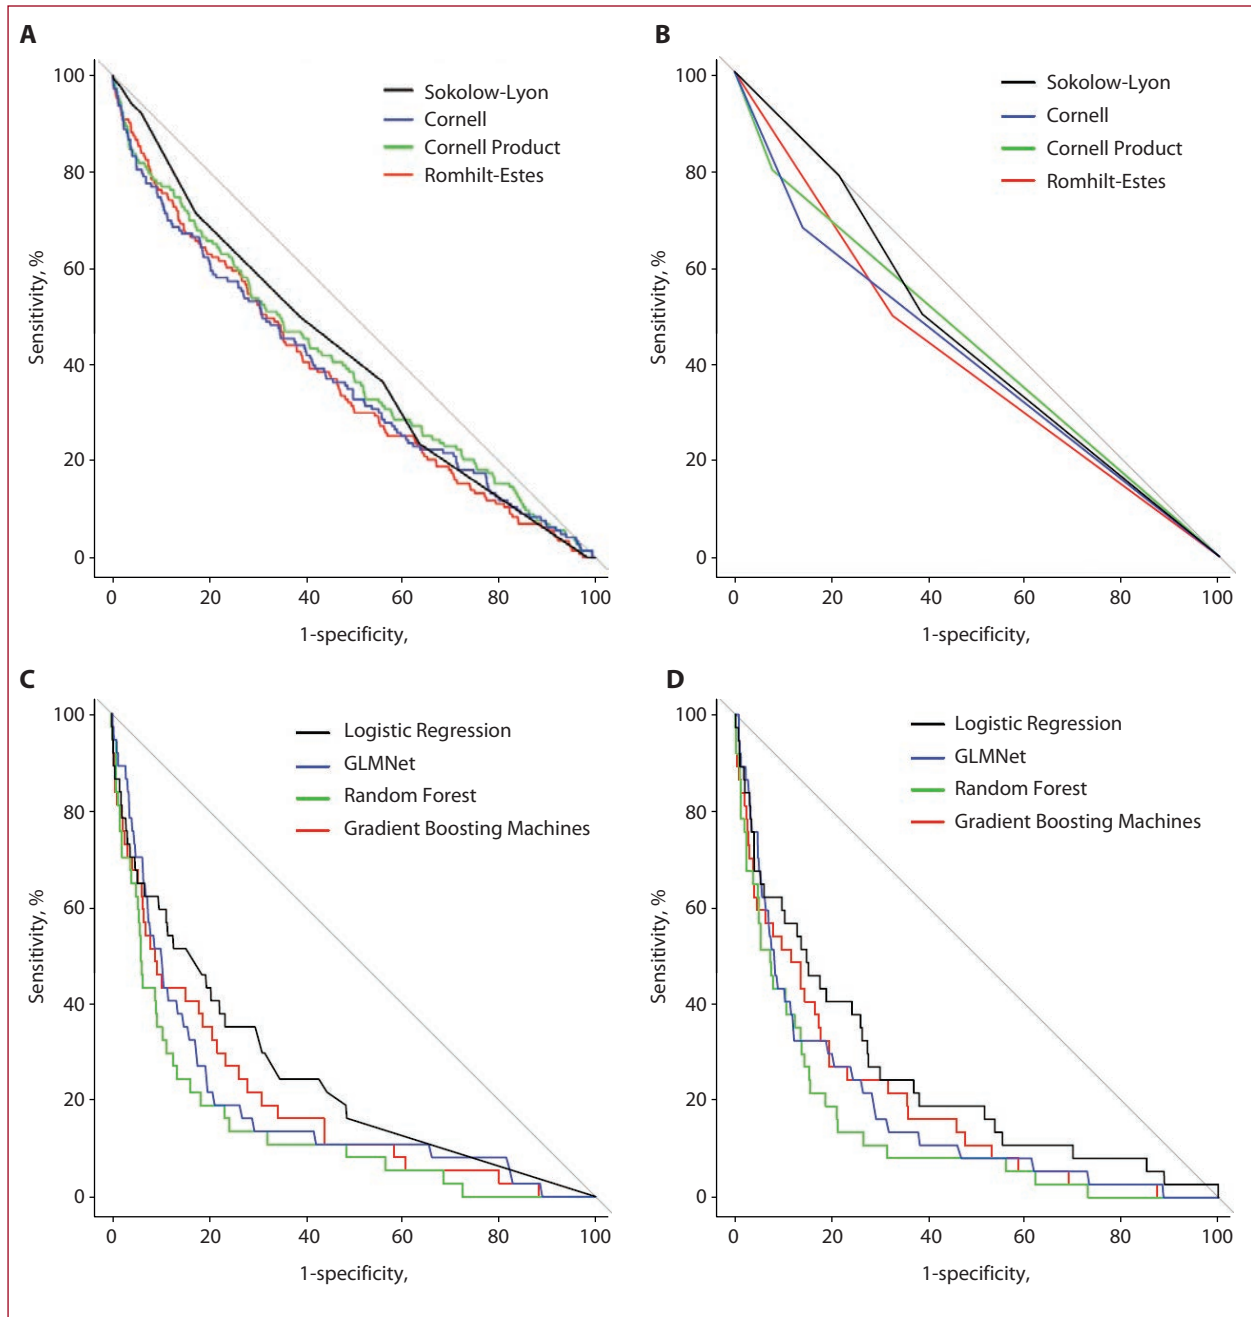 A
Sokolow-Lyon
Cornell
Cornell Product
Romhilt-Estes
100
80
60
40
20
0
Sensitivity, %
0 20 40 60 80 100
1-specificity,
B
Sokolow-Lyon
Cornell
Cornell Product
Romhilt-Estes
100
80
60
40
20
0
Sensitivity, %
0 20 40 60 80 100
1-specificity,
C
Logistic Regression
GLMNet
Random Forest
Gradient Boosting Machines
100
80
60
40
20
0
Sensitivity, %
0 20 40 60 80 100
1-specificity,
D
Logistic Regression
GLMNet
Random Forest
Gradient Boosting Machines
100
80
60
40
20
0
Sensitivity, %
0 20 40 60 80 100
1-specificity,